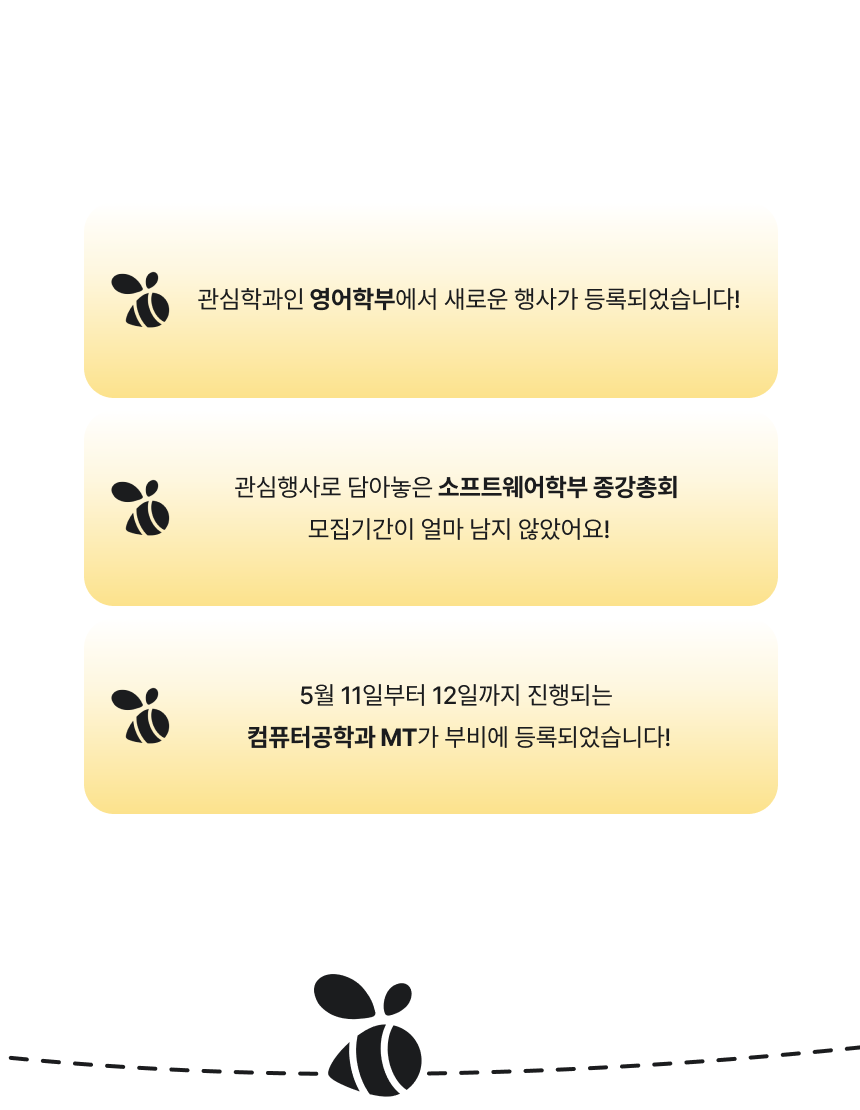 관심학과인 영어학부에서 새로운 행사가 등록되었습니다!
관심행사로 담아놓은 소프트웨어학부 종강총회
모집기간이 얼마 남지 않았어요!
5월 11일부터 12일까지 진행되는
컴퓨터공학과 MT가 부비에 등록되었습니다!